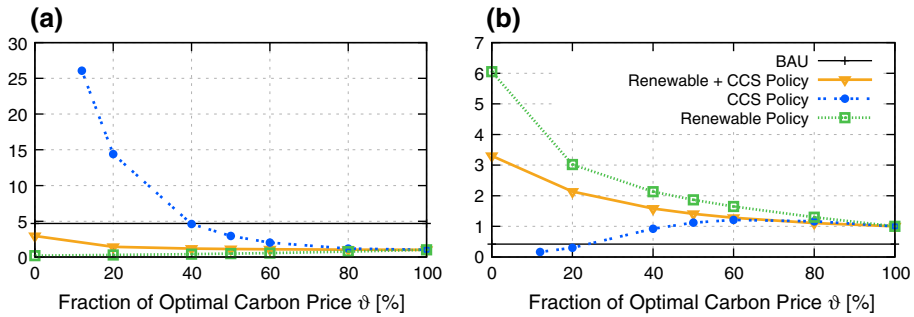 (a)
30
25
20
15
10
5
0
0 20 40 60 80 100
Fraction of Optimal Carbon Price ϑ [%]
(b)
7
6
5
4
3
2
1
0
BAU
Renewable + CCS Policy
CCS Policy
Renewable Policy
0 20 40 60 80 100
Fraction of Optimal Carbon Price ϑ [%]